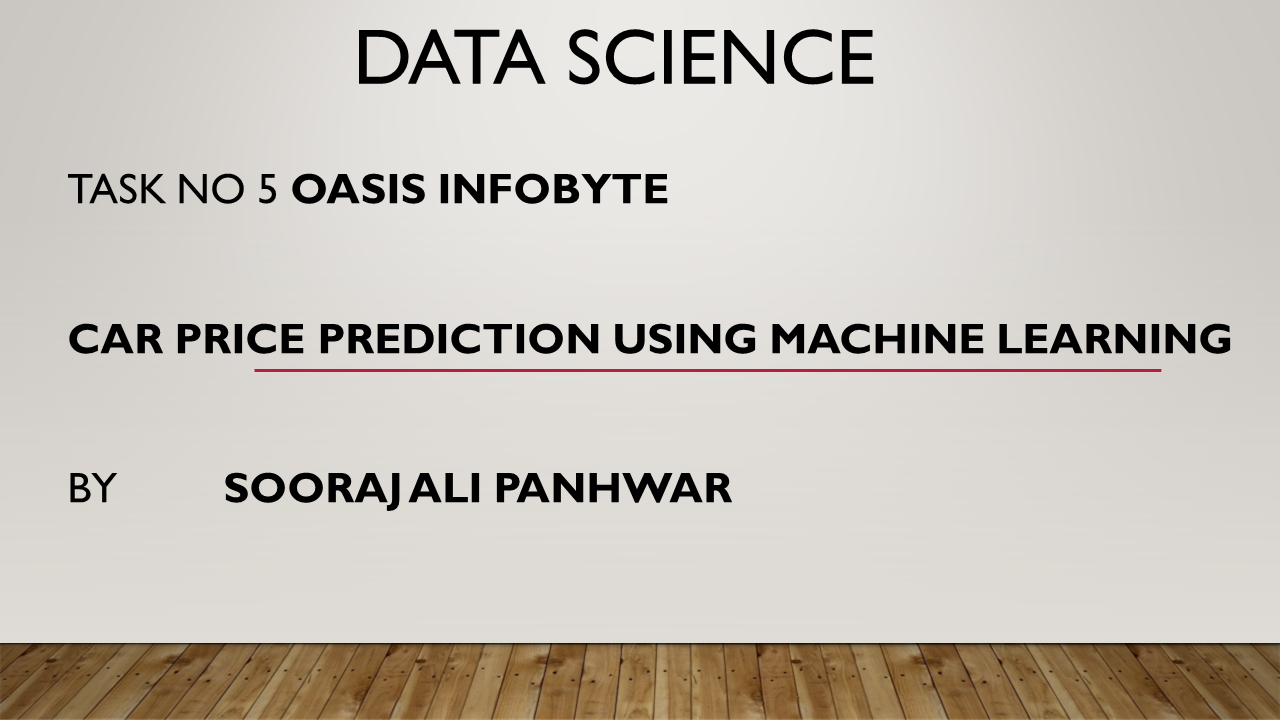 DATA SCIENCE
TASK NO 5 OASIS INFOBYTE
CAR PRICE PREDICTION USING MACHINE LEARNING
BY SOORAJ ALI PANHWAR